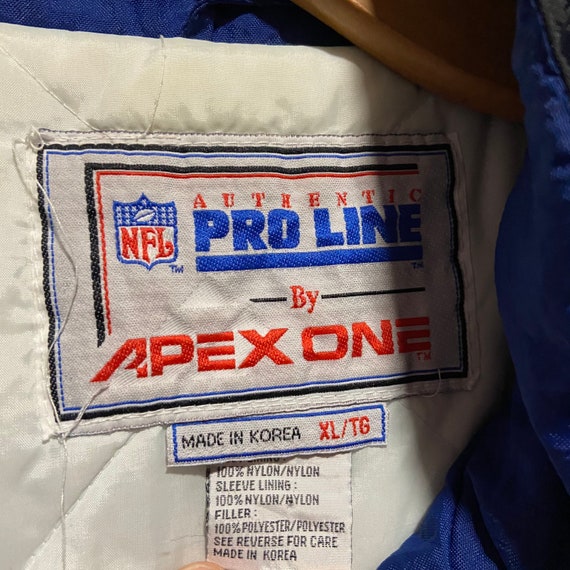 AUTHENTIC
NFL PRO LINE
TM TM
By
APEX ONE TM
MADE IN KOREA XL/TG
100% NYLON/NYLON
SLEEVE LINING :
100% NYLON/NYLON
FILLER :
100% POLYESTER/POLYESTER
SEE REVERSE FOR CARE
MADE IN KOREA